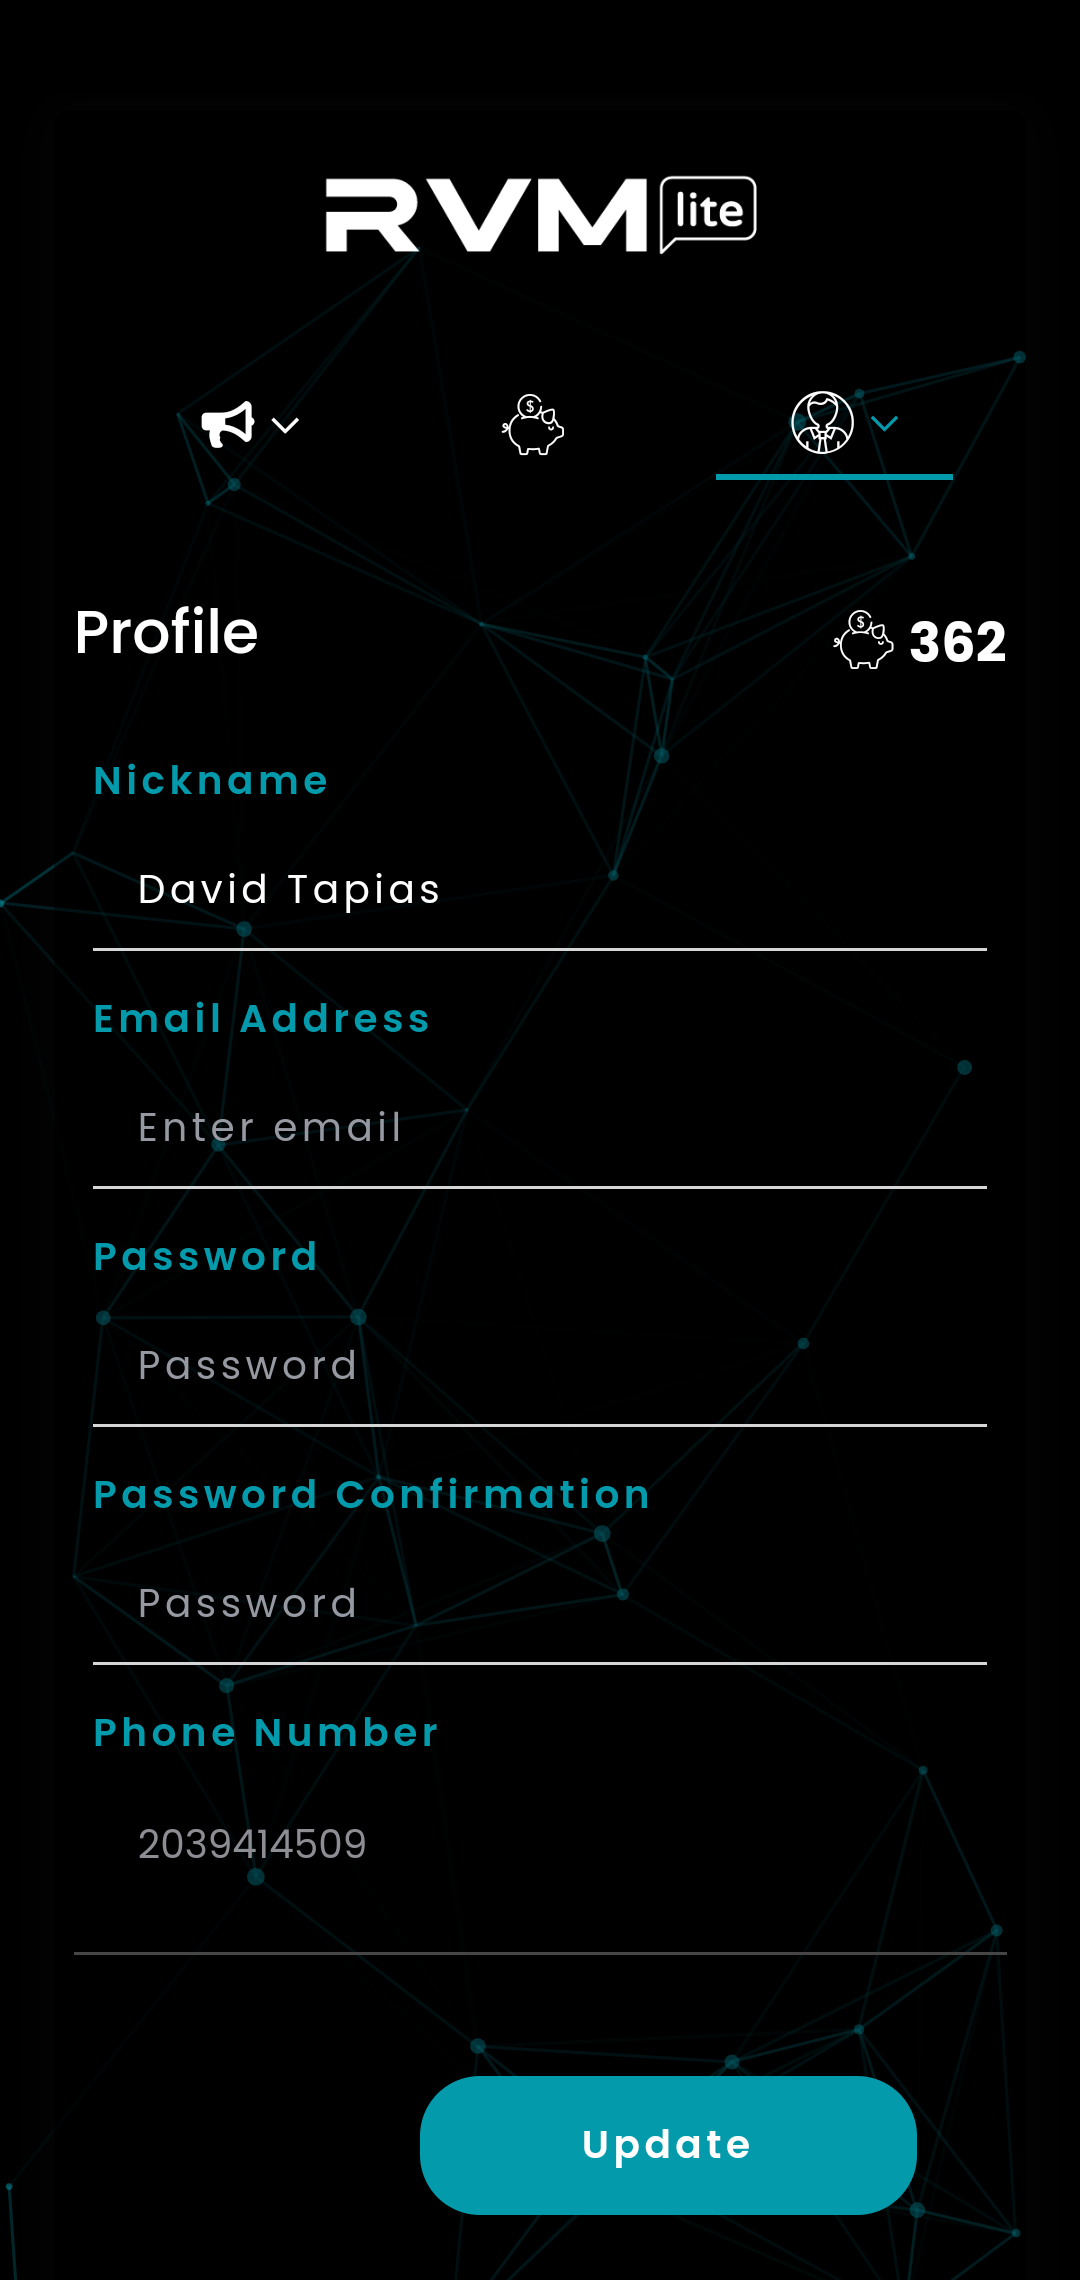 RVM lite
Profile
362
Nickname
David Tapias
Email Address
Enter email
Password
Password
Password Confirmation
Password
Phone Number
2039414509
Update